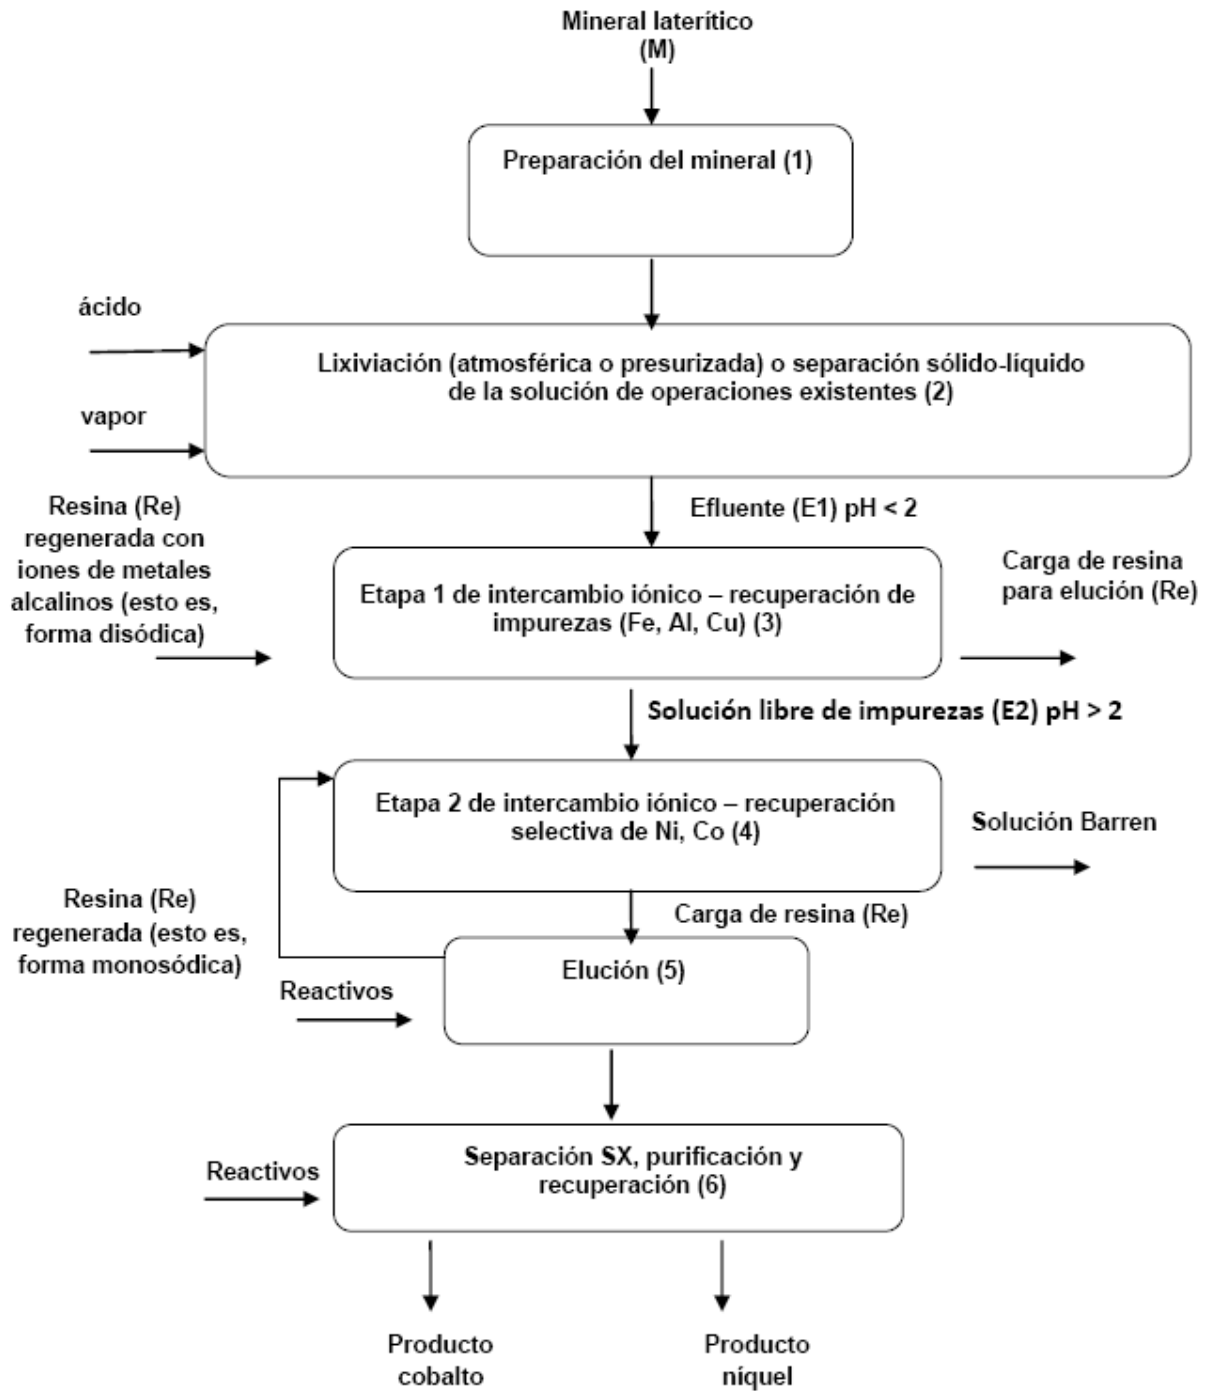 Mineral laterítico
(M)
Preparación del mineral (1)
ácido
Lixiviación (atmosférica o presurizada) o separación sólido-líquido
de la solución de operaciones existentes (2)
vapor
Resina (Re)
regenerada con
iones de metales
alcalinos (esto es,
forma disódica)
Efluente (E1) pH < 2
Etapa 1 de intercambio iónico – recuperación de
impurezas (Fe, Al, Cu) (3)
Carga de resina
para elución (Re)
Solución libre de impurezas (E2) pH > 2
Etapa 2 de intercambio iónico – recuperación
selectiva de Ni, Co (4)
Solución Barren
Resina (Re)
regenerada (esto es,
forma monosódica)
Carga de resina (Re)
Elución (5)
Reactivos
Separación SX, purificación y
recuperación (6)
Reactivos
Producto
cobalto
Producto
níquel